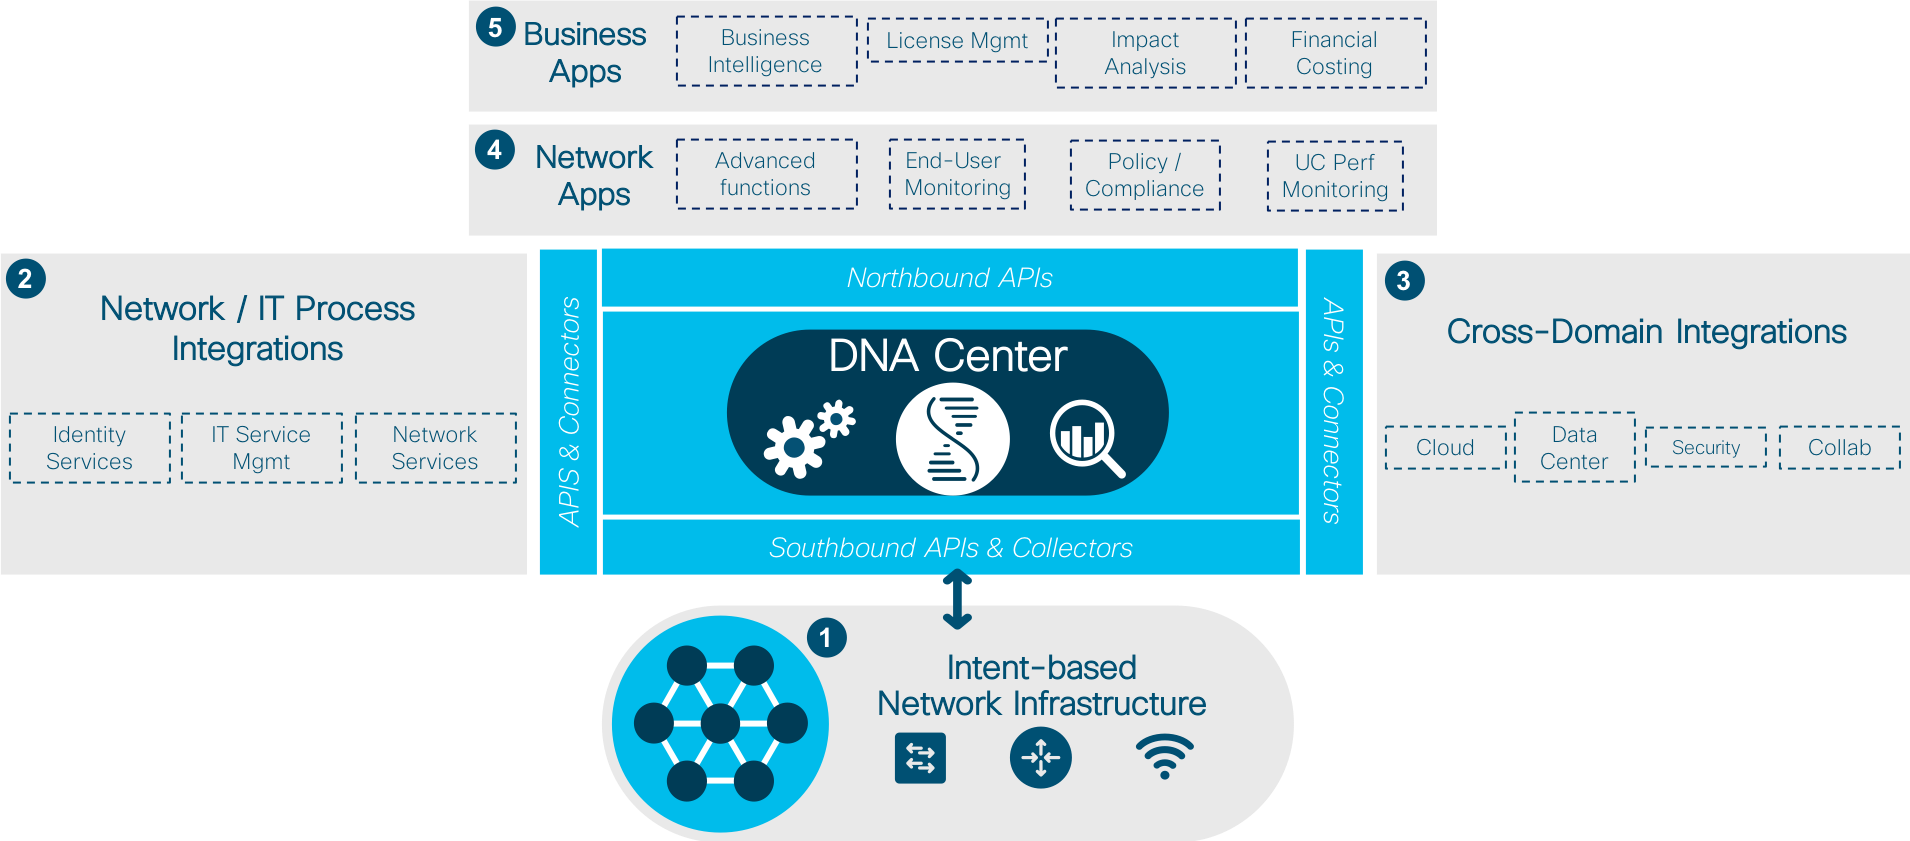 5
Business
Apps
Business
Intelligence
License Mgmt
Impact
Analysis
Financial
Costing
4
Network
Apps
Advanced
functions
End-User
Monitoring
Policy /
Compliance
UC Perf
Monitoring
2
Network / IT Process
Integrations
Identity
Services
IT Service
Mgmt
Network
Services
APIS & Connectors
Northbound APIs
DNA Center
Southbound APIs & Collectors
APIs & Connectors
3
Cross-Domain Integrations
Cloud
Data
Center
Security
Collab
1
Intent-based
Network Infrastructure